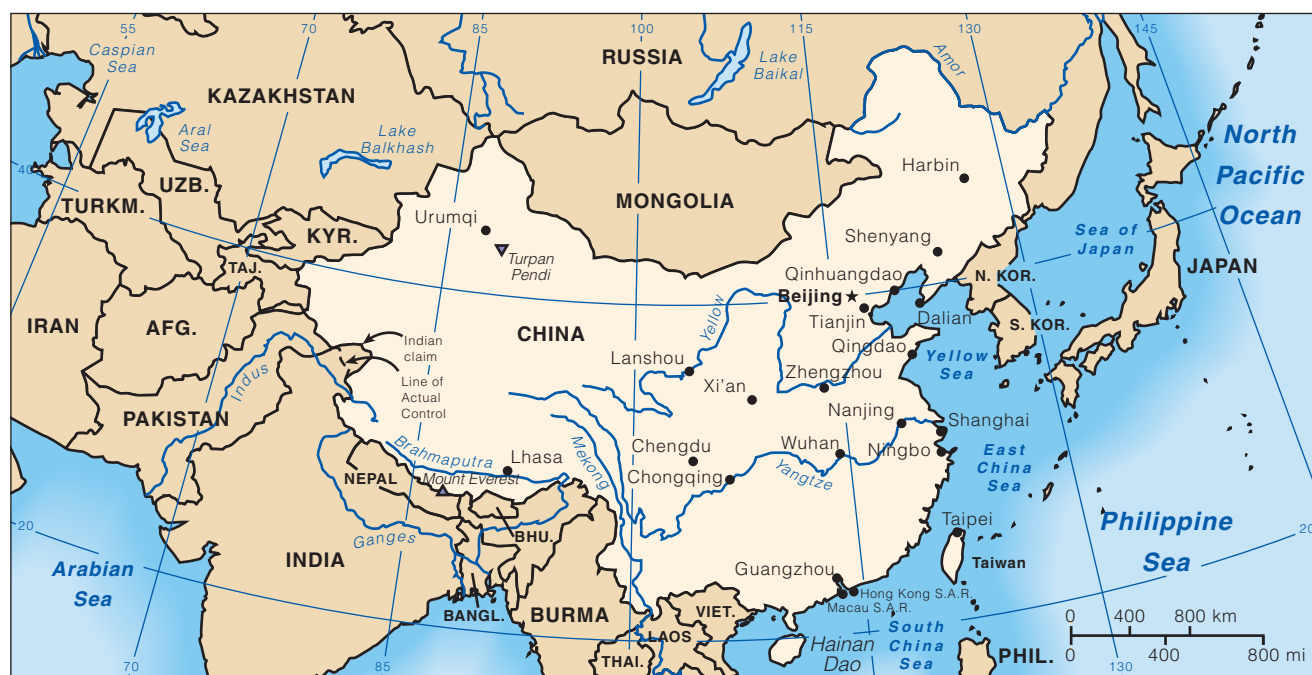 55
70
85
100
115
130
145
Caspian
Sea
RUSSIA
Lake
Baikal
Amor
KAZAKHSTAN
Aral
Sea
Lake
Balkhash
North
Pacific
Ocean
40
UZB.
TURKM.
MONGOLIA
Harbin
Urumqi
KYR.
Shenyang
Sea of
Japan
Turpan
Pendi
TAJ.
Qinhuangdao
N. KOR.
JAPAN
Beijing
IRAN
AFG.
CHINA
Yellow
Tianjin
Dalian
S. KOR.
Indian
claim
Qingdao
Yellow
Sea
Lanshou
Zhengzhou
Line of
Actual
Control
Indus
Xi'an
PAKISTAN
Nanjing
Shanghai
Brahmaputra
Mekong
Chengdu
Wuhan
Ningbo
East
China
Sea
Lhasa
NEPAL
Mount Everest
Chongqing
Yangtze
20
Taipei
Philippine
Sea
20
Ganges
BHU.
INDIA
Arabian
Sea
Guangzhou
Taiwan
Hong Kong S.A.R.
Macau S.A.R.
BANGL.
BURMA
VIET.
0 400 800 km
LAOS
Hainan
Dao
South
China
Sea
PHIL.
0 400 800 mi
THAI.
70
85
130